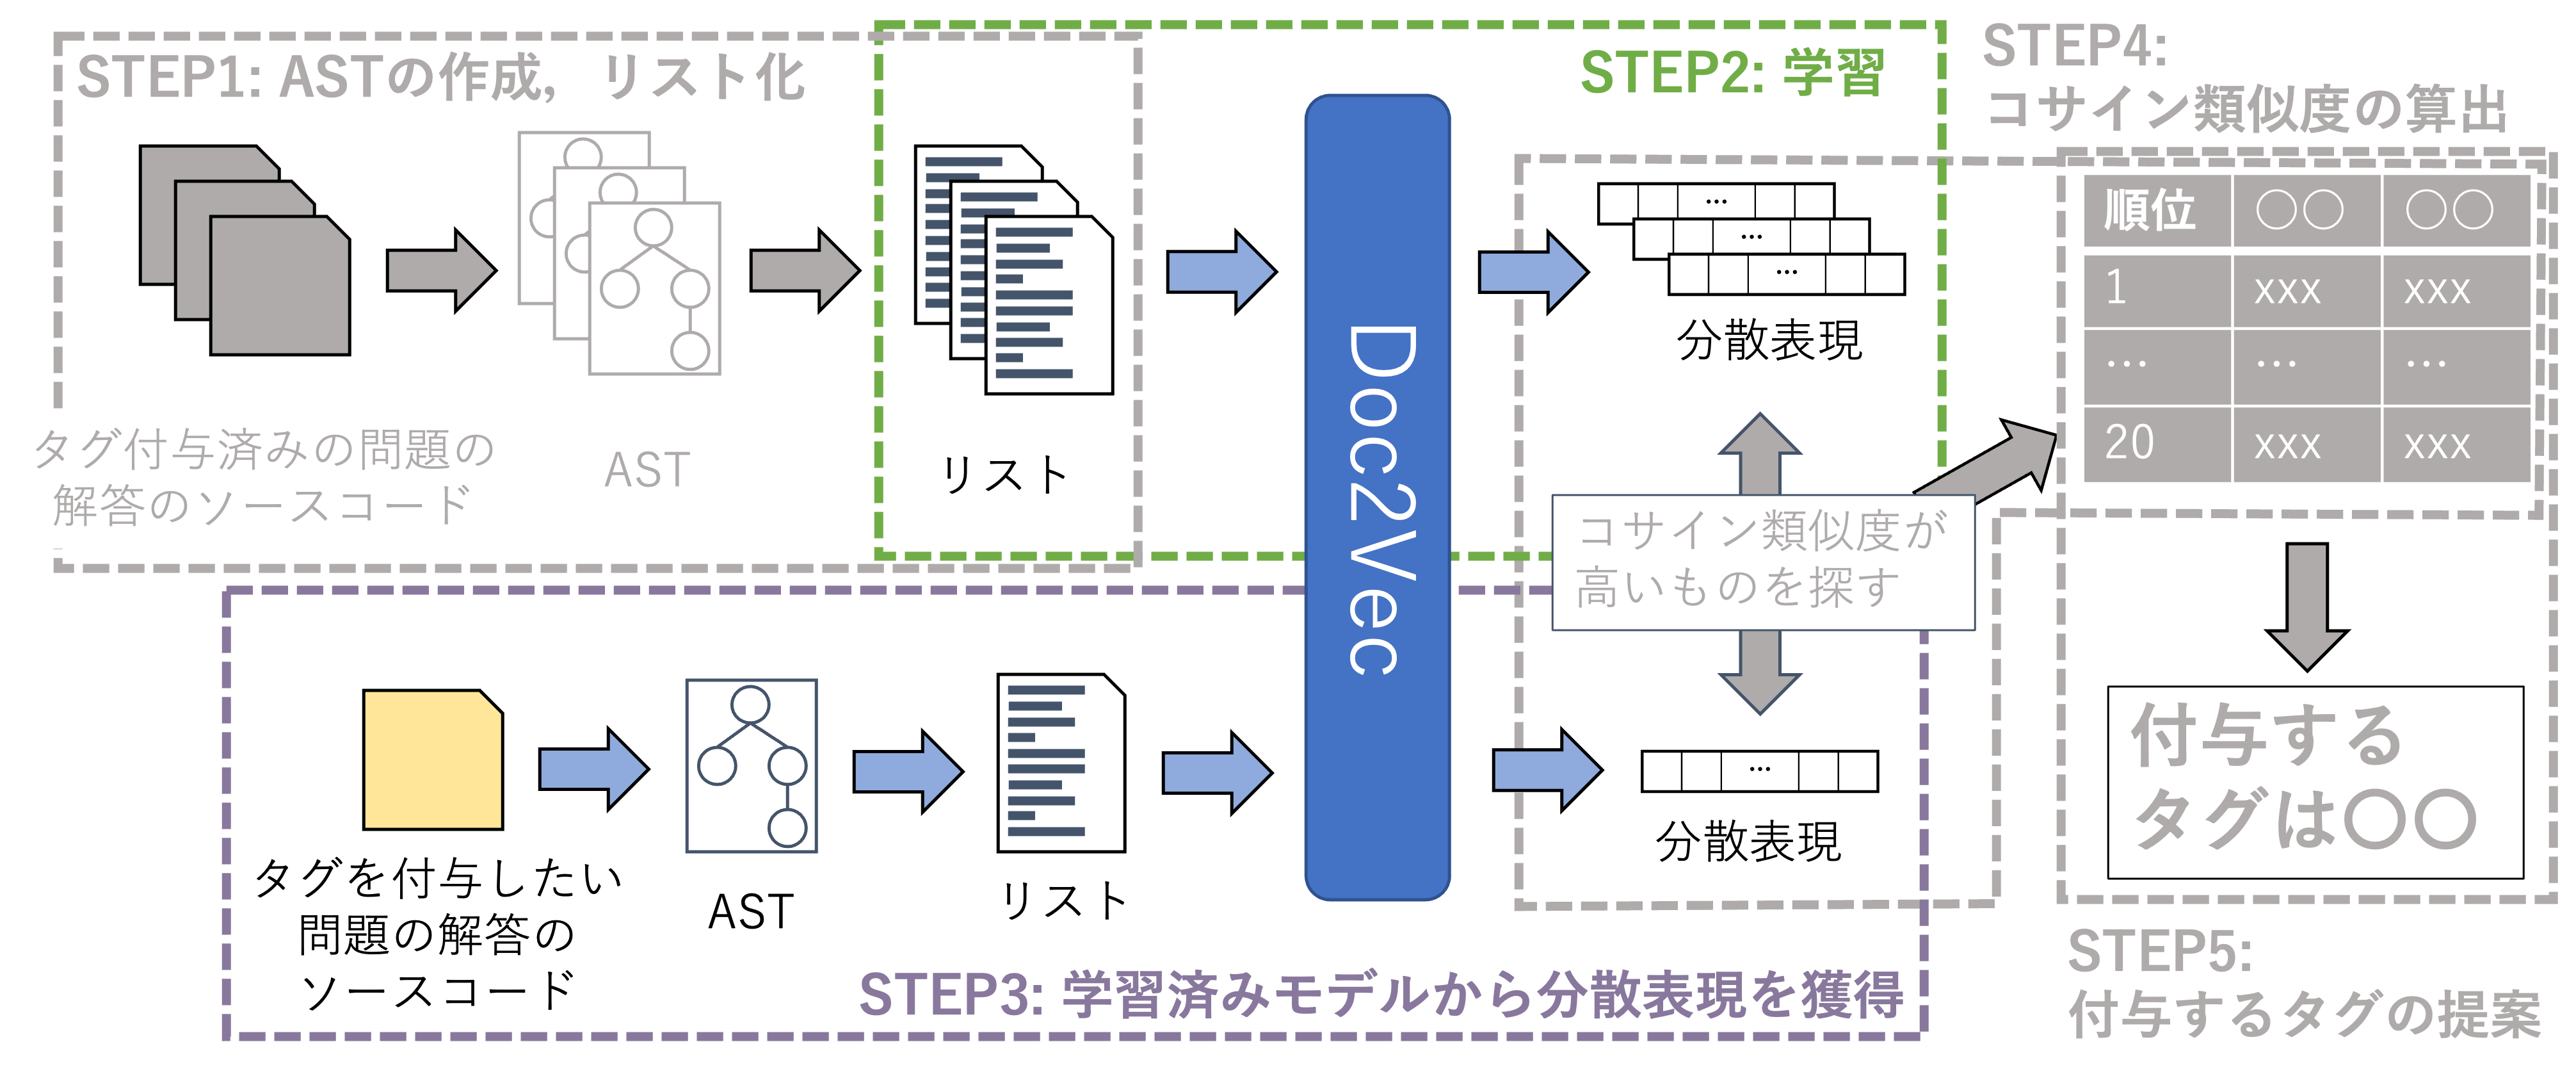 STEP1: ASTの作成, リスト化
タグ付与済みの問題の
解答のソースコード
AST
リスト
STEP2: 学習
Doc2Vec
…
…
…
分散表現
コサイン類似度が
高いものを探す
STEP4:
コサイン類似度の算出
順位 〇〇 〇〇
1 xxx xxx
… … …
20 xxx xxx
タグを付与したい
問題の解答の
ソースコード
AST
リスト
…
分散表現
STEP3: 学習済みモデルから分散表現を獲得
付与する
タグは〇〇
STEP5:
付与するタグの提案